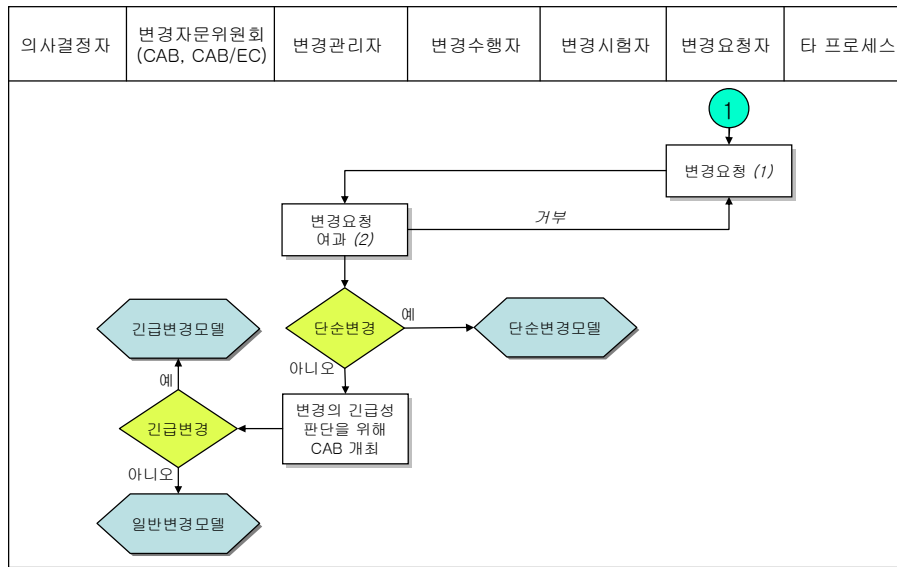 의사결정자
변경자문위원회
(CAB, CAB/EC)
변경관리자
변경수행자
변경시험자
변경요청자
타 프로세스
1
변경요청 (1)
변경요청
여과 (2)
거부
단순변경
예
단순변경모델
아니오
긴급변경모델
예
변경의 긴급성
판단을 위해
CAB 개최
긴급변경
아니오
일반변경모델